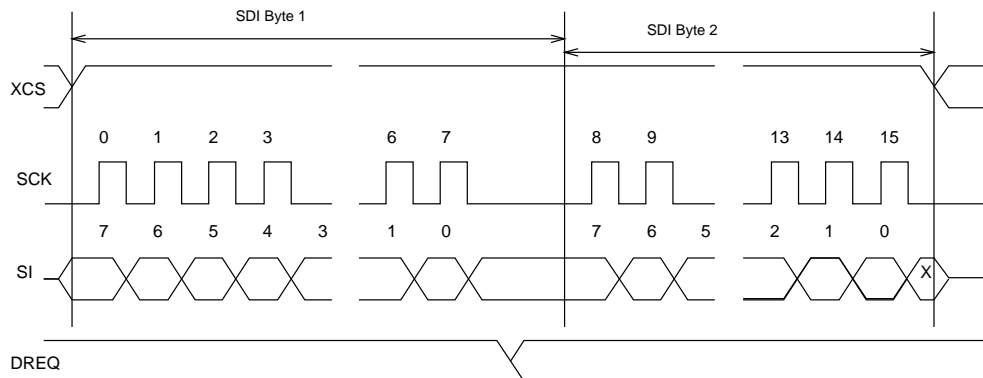 SDI Byte 1
SDI Byte 2
XCS
0 1 2 3 6 7 8 9 13 14 15
SCK
7 6 5 4 3 1 0 7 6 5 2 1 0
SI X
DREQ